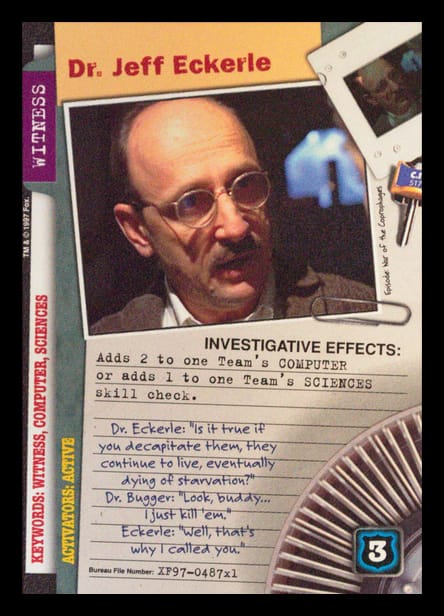 Dr. Jeff Eckerle
WITNESS
TM & © 1997 Fox.
KEYWORDS: WITNESS, COMPUTER, SCIENCES
ACTIVATORS: ACTIVE
C.I
517
Episode: War of the Coprophages
INVESTIGATIVE EFFECTS:
Adds 2 to one Team's COMPUTER
or adds 1 to one Team's SCIENCES
skill check.
Dr. Eckerle: "Is it true if
you decapitate them, they
continue to live, eventually
dying of starvation?"
Dr. Bugger: "Look, buddy...
I just kill 'em."
Eckerle: "Well, that's
why I called you."
Bureau File Number: XF97-0487x1
3